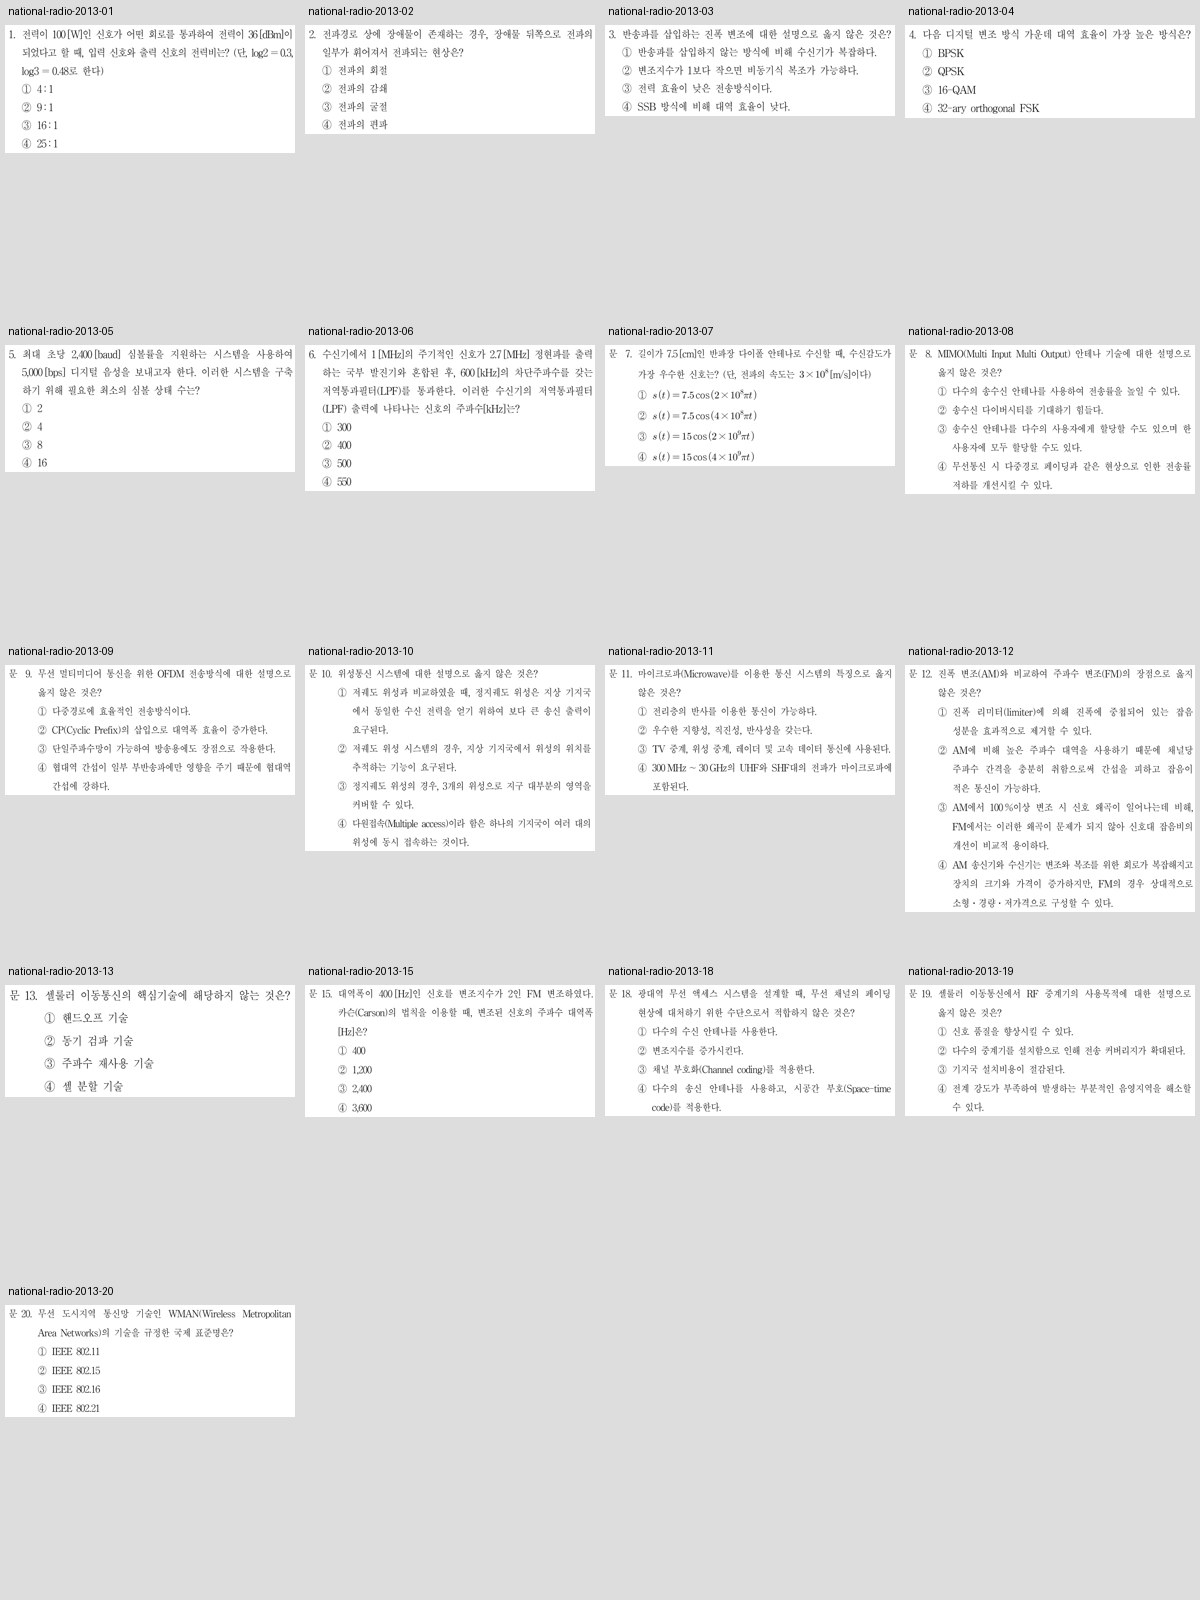 national-radio-2013-01
1. 전력이 100[W]인 신호가 어떤 회로를 통과하여 전력이 36[dBm]이
되었다고 할 때, 입력 신호와 출력 신호의 전력비는? (단, log2 = 0.3,
log3 = 0.48로 한다)
① 4 : 1
② 9 : 1
③ 16 : 1
④ 25 : 1
national-radio-2013-02
2. 전파경로 상에 장애물이 존재하는 경우, 장애물 뒤쪽으로 전파의
일부가 휘어져서 전파되는 현상은?
① 전파의 회절
② 전파의 감쇄
③ 전파의 굴절
④ 전파의 편파
national-radio-2013-03
3. 반송파를 삽입하는 진폭 변조에 대한 설명으로 옳지 않은 것은?
① 반송파를 삽입하지 않는 방식에 비해 수신기가 복잡하다.
② 변조지수가 1보다 작으면 비동기식 복조가 가능하다.
③ 전력 효율이 낮은 전송방식이다.
④ SSB 방식에 비해 대역 효율이 낮다.
national-radio-2013-04
4. 다음 디지털 변조 방식 가운데 대역 효율이 가장 높은 방식은?
① BPSK
② QPSK
③ 16-QAM
④ 32-ary orthogonal FSK
national-radio-2013-05
5. 최대 초당 2,400[baud] 심볼률을 지원하는 시스템을 사용하여
5,000[bps] 디지털 음성을 보내고자 한다. 이러한 시스템을 구축
하기 위해 필요한 최소의 심볼 상태 수는?
① 2
② 4
③ 8
④ 16
national-radio-2013-06
6. 수신기에서 1[MHz]의 주기적인 신호가 2.7[MHz] 정현파를 출력
하는 국부 발진기와 혼합된 후, 600[kHz]의 차단주파수를 갖는
저역통과필터(LPF)를 통과한다. 이러한 수신기의 저역통과필터
(LPF) 출력에 나타나는 신호의 주파수[kHz]는?
① 300
② 400
③ 500
④ 550
national-radio-2013-07
문 7. 길이가 7.5[cm]인 반파장 다이폴 안테나로 수신할 때, 수신감도가
가장 우수한 신호는? (단, 전파의 속도는 3×10⁸[m/s]이다)
① s(t) = 7.5cos(2×10⁸πt)
② s(t) = 7.5cos(4×10⁸πt)
③ s(t) = 15cos(2×10⁹πt)
④ s(t) = 15cos(4×10⁹πt)
national-radio-2013-08
문 8. MIMO(Multi Input Multi Output) 안테나 기술에 대한 설명으로
옳지 않은 것은?
① 다수의 송수신 안테나를 사용하여 전송률을 높일 수 있다.
② 송수신 다이버시티를 기대하기 힘들다.
③ 송수신 안테나를 다수의 사용자에게 할당할 수도 있으며 한
사용자에 모두 할당할 수도 있다.
④ 무선통신 시 다중경로 페이딩과 같은 현상으로 인한 전송률
저하를 개선시킬 수 있다.
national-radio-2013-09
문 9. 무선 멀티미디어 통신을 위한 OFDM 전송방식에 대한 설명으로
옳지 않은 것은?
① 다중경로에 효율적인 전송방식이다.
② CP(Cyclic Prefix)의 삽입으로 대역폭 효율이 증가한다.
③ 단일주파수망이 가능하여 방송용에도 장점으로 작용한다.
④ 협대역 간섭이 일부 부반송파에만 영향을 주기 때문에 협대역
간섭에 강하다.
national-radio-2013-10
문 10. 위성통신 시스템에 대한 설명으로 옳지 않은 것은?
① 저궤도 위성과 비교하였을 때, 정지궤도 위성은 지상 기지국
에서 동일한 수신 전력을 얻기 위하여 보다 큰 송신 출력이
요구된다.
② 저궤도 위성 시스템의 경우, 지상 기지국에서 위성의 위치를
추적하는 기능이 요구된다.
③ 정지궤도 위성의 경우, 3개의 위성으로 지구 대부분의 영역을
커버할 수 있다.
④ 다원접속(Multiple access)이라 함은 하나의 기지국이 여러 대의
위성에 동시 접속하는 것이다.
national-radio-2013-11
문 11. 마이크로파(Microwave)를 이용한 통신 시스템의 특징으로 옳지
않은 것은?
① 전리층의 반사를 이용한 통신이 가능하다.
② 우수한 지향성, 직진성, 반사성을 갖는다.
③ TV 중계, 위성 중계, 레이더 및 고속 데이터 통신에 사용된다.
④ 300 MHz ~ 30 GHz의 UHF와 SHF대의 전파가 마이크로파에
포함된다.
national-radio-2013-12
문 12. 진폭 변조(AM)와 비교하여 주파수 변조(FM)의 장점으로 옳지
않은 것은?
① 진폭 리미터(limiter)에 의해 진폭에 중첩되어 있는 잡음
성분을 효과적으로 제거할 수 있다.
② AM에 비해 높은 주파수 대역을 사용하기 때문에 채널당
주파수 간격을 충분히 취함으로써 간섭을 피하고 잡음이
적은 통신이 가능하다.
③ AM에서 100%이상 변조 시 신호 왜곡이 일어나는데 비해,
FM에서는 이러한 왜곡이 문제가 되지 않아 신호대 잡음비의
개선이 비교적 용이하다.
④ AM 송신기와 수신기는 변조와 복조를 위한 회로가 복잡해지고
장치의 크기와 가격이 증가하지만, FM의 경우 상대적으로
소형・경량・저가격으로 구성할 수 있다.
national-radio-2013-13
문 13. 셀룰러 이동통신의 핵심기술에 해당하지 않는 것은?
① 핸드오프 기술
② 동기 검파 기술
③ 주파수 재사용 기술
④ 셀 분할 기술
national-radio-2013-15
문 15. 대역폭이 400[Hz]인 신호를 변조지수가 2인 FM 변조하였다.
카슨(Carson)의 법칙을 이용할 때, 변조된 신호의 주파수 대역폭
[Hz]은?
① 400
② 1,200
③ 2,400
④ 3,600
national-radio-2013-18
문 18. 광대역 무선 액세스 시스템을 설계할 때, 무선 채널의 페이딩
현상에 대처하기 위한 수단으로서 적합하지 않은 것은?
① 다수의 수신 안테나를 사용한다.
② 변조지수를 증가시킨다.
③ 채널 부호화(Channel coding)를 적용한다.
④ 다수의 송신 안테나를 사용하고, 시공간 부호(Space-time
code)를 적용한다.
national-radio-2013-19
문 19. 셀룰러 이동통신에서 RF 중계기의 사용목적에 대한 설명으로
옳지 않은 것은?
① 신호 품질을 향상시킬 수 있다.
② 다수의 중계기를 설치함으로 인해 전송 커버리지가 확대된다.
③ 기지국 설치비용이 절감된다.
④ 전계 강도가 부족하여 발생하는 부분적인 음영지역을 해소할
수 있다.
national-radio-2013-20
문 20. 무선 도시지역 통신망 기술인 WMAN(Wireless Metropolitan
Area Networks)의 기술을 규정한 국제 표준명은?
① IEEE 802.11
② IEEE 802.15
③ IEEE 802.16
④ IEEE 802.21